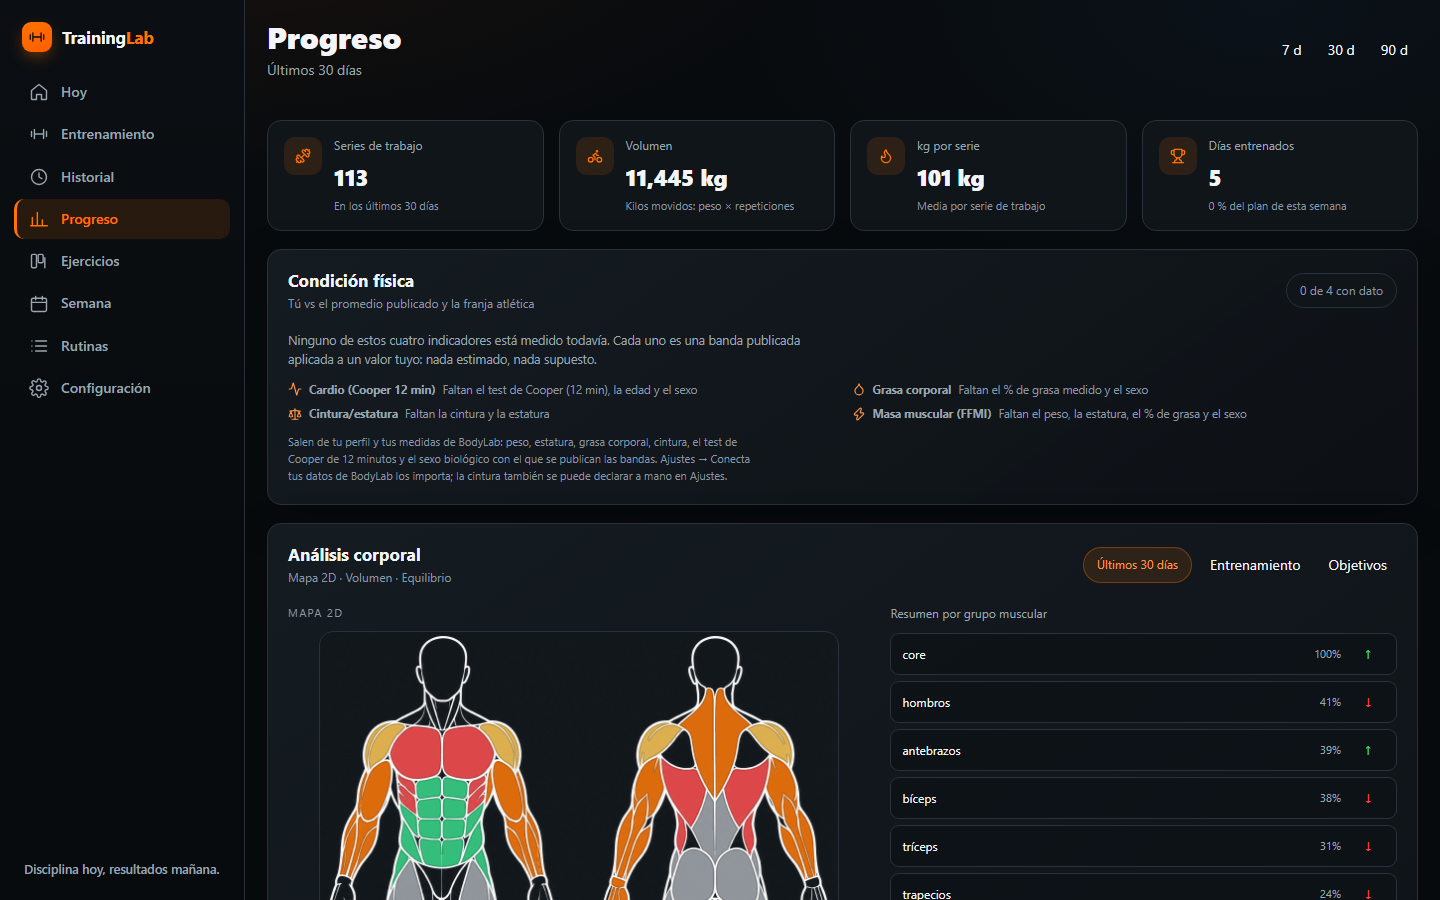 TrainingLab
Hoy
Entrenamiento
Historial
Progreso
Ejercicios
Semana
Rutinas
Configuración
Disciplina hoy, resultados mañana.
Progreso
Últimos 30 días
7 d
30 d
90 d
Series de trabajo
113
En los últimos 30 días
Volumen
11,445 kg
Kilos movidos: peso × repeticiones
kg por serie
101 kg
Media por serie de trabajo
Días entrenados
5
0 % del plan de esta semana
Condición física
Tú vs el promedio publicado y la franja atlética
0 de 4 con dato
Ninguno de estos cuatro indicadores está medido todavía. Cada uno es una banda publicada
aplicada a un valor tuyo: nada estimado, nada supuesto.
Cardio (Cooper 12 min) Faltan el test de Cooper (12 min), la edad y el sexo
Grasa corporal Faltan el % de grasa medido y el sexo
Cintura/estatura Faltan la cintura y la estatura
Masa muscular (FFMI) Faltan el peso, la estatura, el % de grasa y el sexo
Salen de tu perfil y tus medidas de BodyLab: peso, estatura, grasa corporal, cintura, el test de
Cooper de 12 minutos y el sexo biológico con el que se publican las bandas. Ajustes → Conecta
tus datos de BodyLab los importa; la cintura también se puede declarar a mano en Ajustes.
Análisis corporal
Mapa 2D · Volumen · Equilibrio
Últimos 30 días
Entrenamiento
Objetivos
MAPA 2D
Resumen por grupo muscular
core 100% ↑
hombros 41% ↓
antebrazos 39% ↑
bíceps 38% ↓
tríceps 31% ↓
trapecios 24% ↓